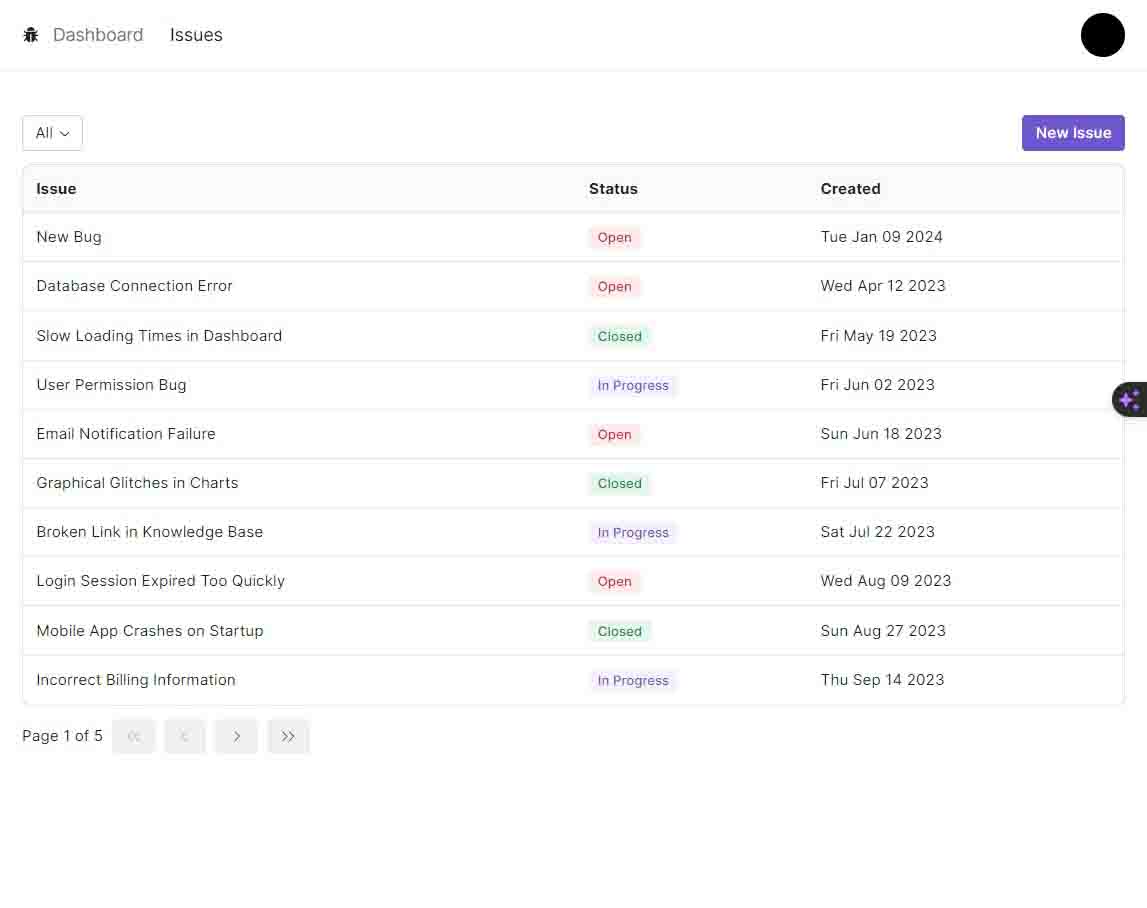 Dashboard Issues
All New Issue
Issue Status Created
New Bug Open Tue Jan 09 2024
Database Connection Error Open Wed Apr 12 2023
Slow Loading Times in Dashboard Closed Fri May 19 2023
User Permission Bug In Progress Fri Jun 02 2023
Email Notification Failure Open Sun Jun 18 2023
Graphical Glitches in Charts Closed Fri Jul 07 2023
Broken Link in Knowledge Base In Progress Sat Jul 22 2023
Login Session Expired Too Quickly Open Wed Aug 09 2023
Mobile App Crashes on Startup Closed Sun Aug 27 2023
Incorrect Billing Information In Progress Thu Sep 14 2023
Page 1 of 5